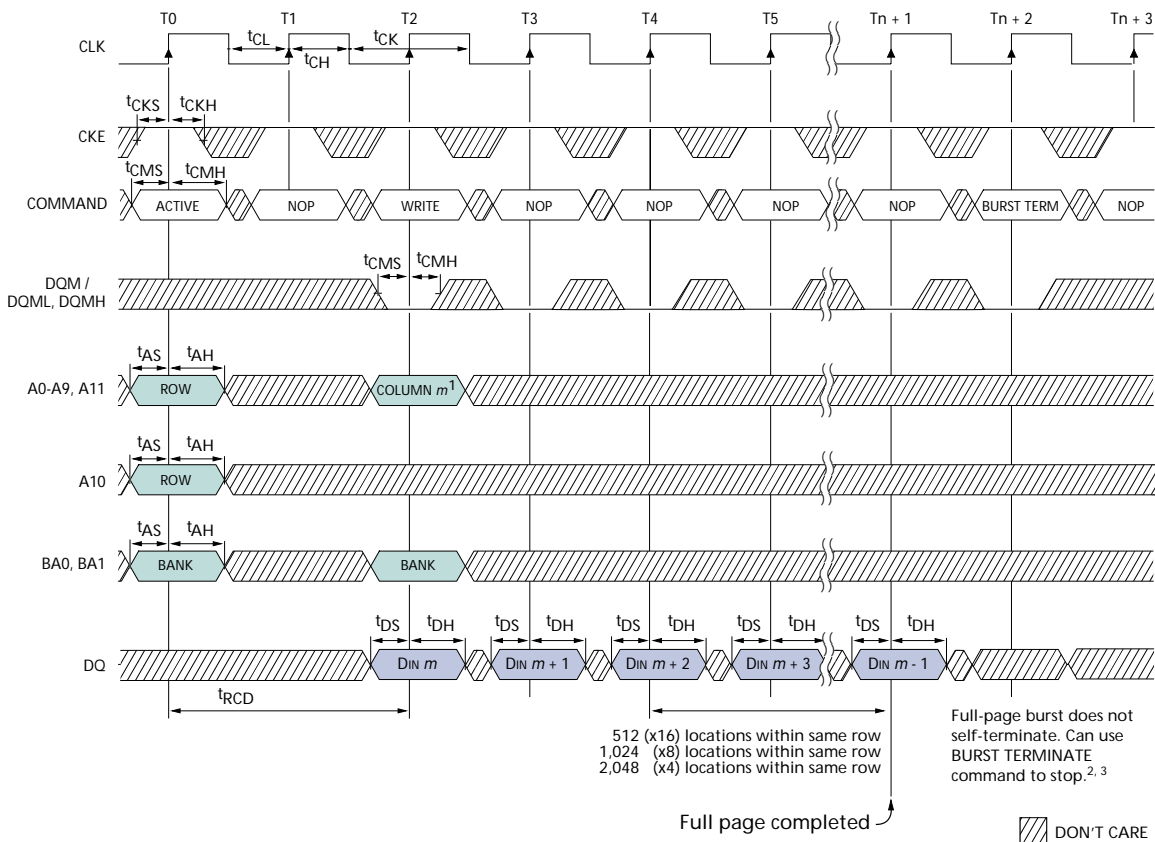 T0 T1 T2 T3 T4 T5 Tn + 1 Tn + 2 Tn + 3
CLK
tCL tCK
tCH
tCKS tCKH
CKE
tCMS tCMH
COMMAND ACTIVE NOP WRITE NOP NOP NOP NOP BURST TERM NOP
tCMS tCMH
DQM /
DQML, DQMH
tAS tAH
A0-A9, A11 ROW COLUMN m1
tAS tAH
A10 ROW
tAS tAH
BA0, BA1 BANK BANK
tDS tDH tDS tDH tDS tDH tDS tDH tDS tDH
DQ DIN m DIN m + 1 DIN m + 2 DIN m + 3 DIN m - 1
tRCD
512 (x16) locations within same row
1,024 (x8) locations within same row
2,048 (x4) locations within same row
Full-page burst does not
self-terminate. Can use
BURST TERMINATE
command to stop.2, 3
Full page completed
DON'T CARE